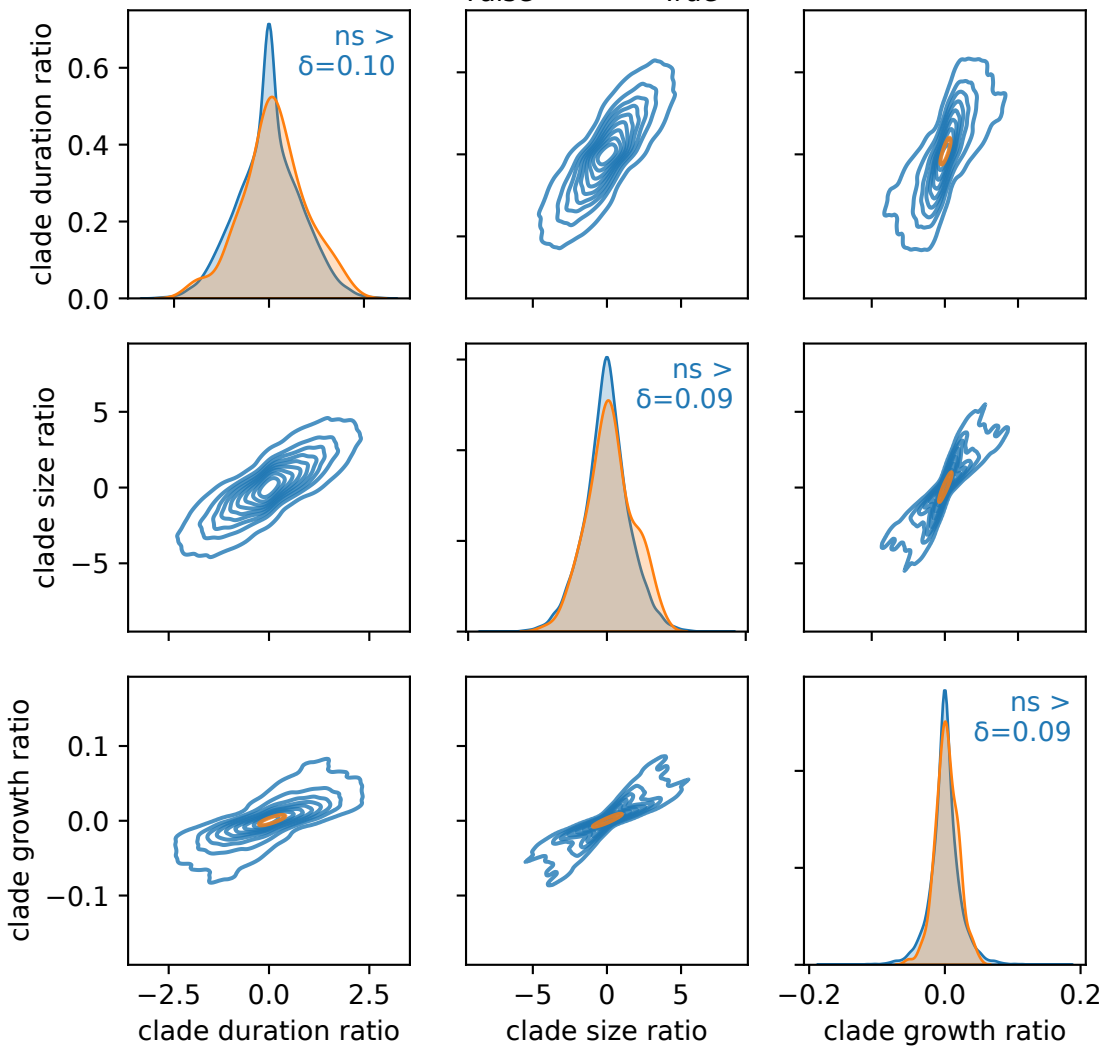 clade duration ratio
0.6
0.4
0.2
0.0
ns >
δ=0.10
clade size ratio
5
0
−5
ns >
δ=0.09
clade growth ratio
0.1
0.0
−0.1
ns >
δ=0.09
−2.5 0.0 2.5
−5 0 5
−0.2 0.0 0.2
clade duration ratio
clade size ratio
clade growth ratio